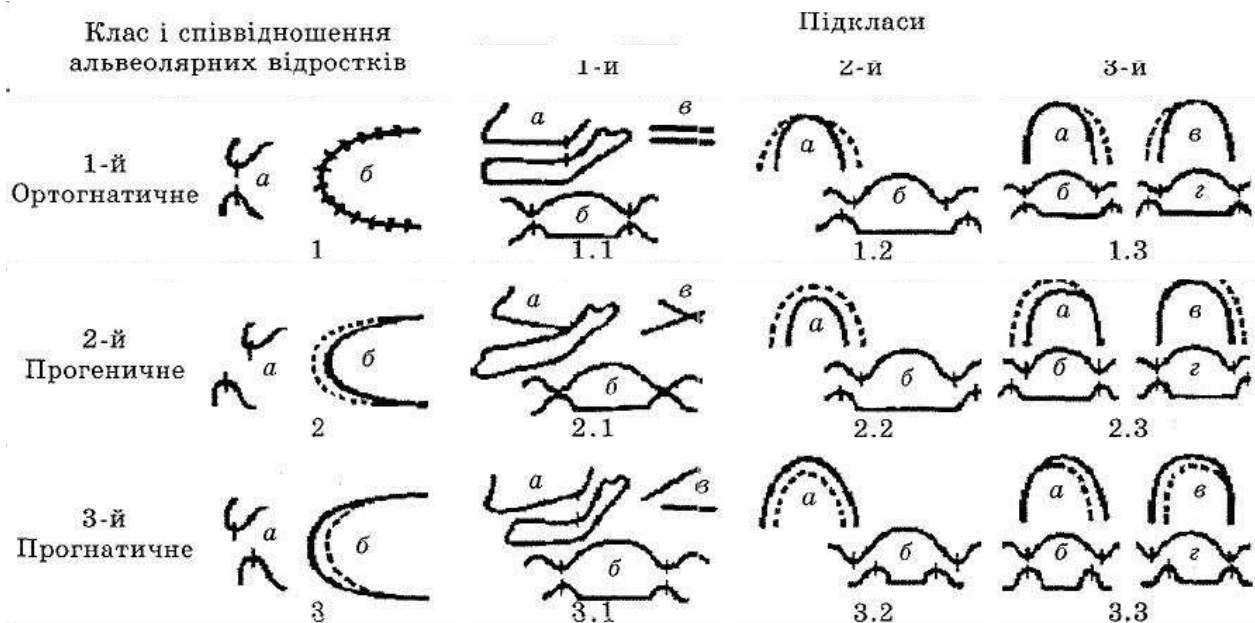 Клас і співвідношення
альвеолярних відростків
Підкласи
1-й
2-й
3-й
1-й
Ортогнатичне
а
б
1
а
в
б
1.1
а
б
1.2
а
в
б
г
1.3
2-й
Прогеничне
а
б
2
а
в
б
2.1
а
б
2.2
а
в
б
г
2.3
3-й
Прогнатичне
а
б
3
а
в
б
3.1
а
б
3.2
а
в
б
г
3.3